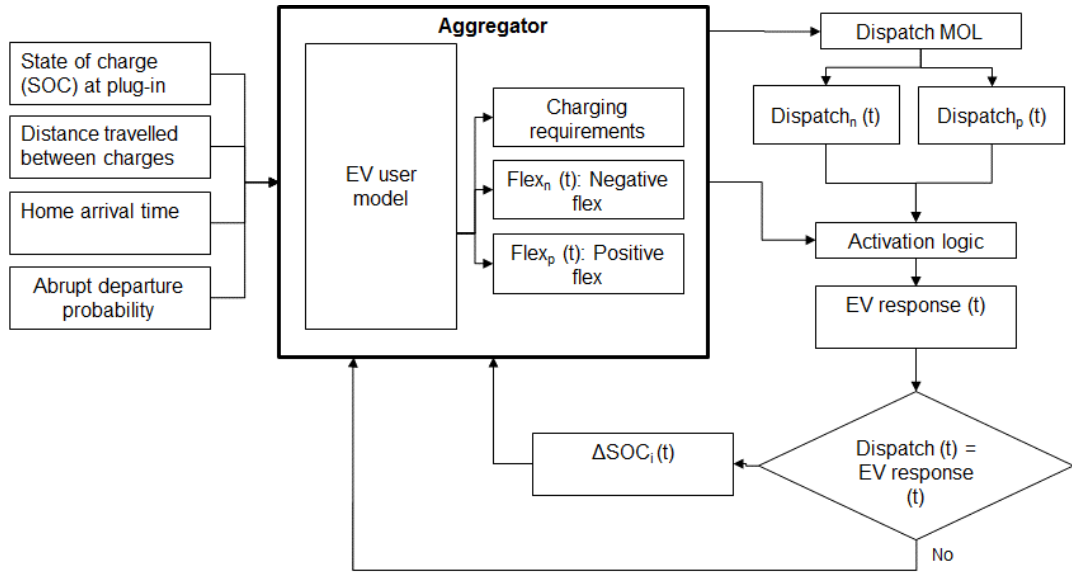 Aggregator
State of charge
(SOC) at plug-in
Distance travelled
between charges
Home arrival time
Abrupt departure
probability
EV user
model
Charging
requirements
Flexₙ (t): Negative
flex
Flexₚ (t): Positive
flex
Dispatch MOL
Dispatchₙ (t)
Dispatchₚ (t)
Activation logic
EV response (t)
Dispatch (t) =
EV response
(t)
ΔSOCᵢ (t)
No